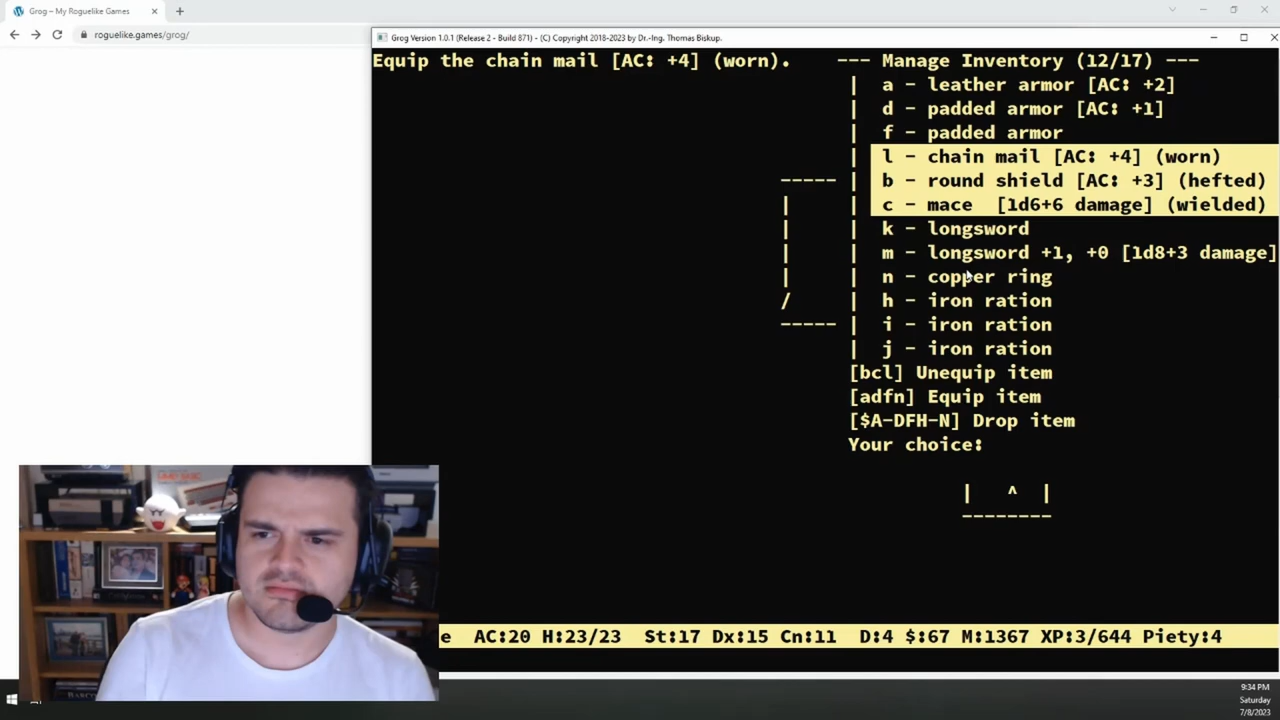 Grog – My Roguelike Games
roguelike.games/grog/
Grog Version 1.0.1 (Release 2 - Build 871) - (C) Copyright 2018-2023 by Dr.-Ing. Thomas Biskup.
Equip the chain mail [AC: +4] (worn).
--- Manage Inventory (12/17) ---
a - leather armor [AC: +2]
d - padded armor [AC: +1]
f - padded armor
l - chain mail [AC: +4] (worn)
b - round shield [AC: +3] (hefted)
c - mace [1d6+6 damage] (wielded)
k - longsword
m - longsword +1, +0 [1d8+3 damage]
n - copper ring
h - iron ration
i - iron ration
j - iron ration
[bcl] Unequip item
[adfn] Equip item
[$A-DFH-N] Drop item
Your choice:
e AC:20 H:23/23 St:17 Dx:15 Cn:11 D:4 $:67 M:1367 XP:3/644 Piety:4
9:34 PM
Saturday
7/8/2023